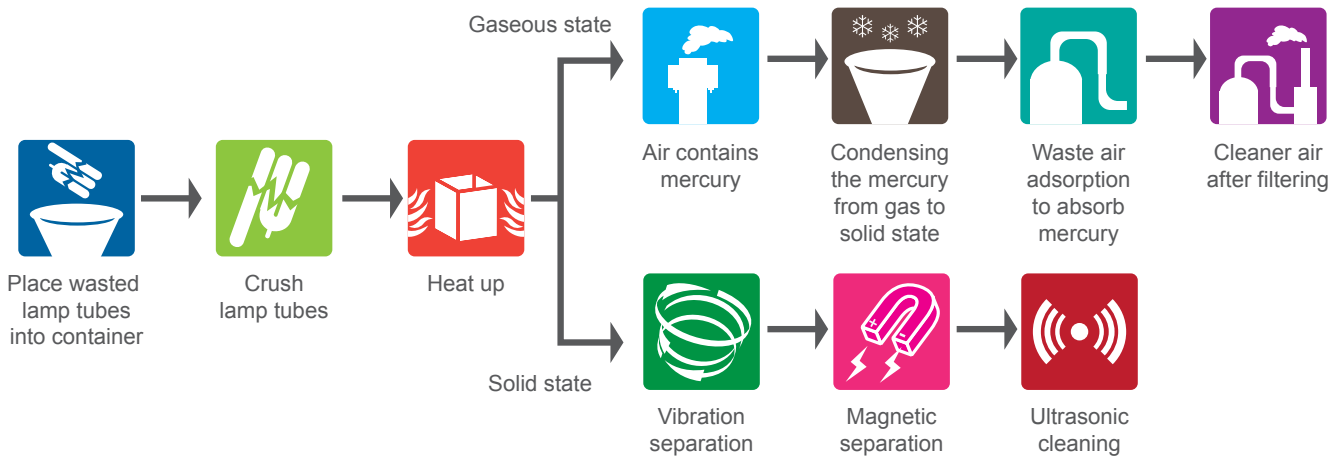 Gaseous state
Place wasted
lamp tubes
into container
Crush
lamp tubes
Heat up
Air contains
mercury
Condensing
the mercury
from gas to
solid state
Waste air
adsorption
to absorb
mercury
Cleaner air
after filtering
Solid state
+
-
Vibration
separation
Magnetic
separation
Ultrasonic
cleaning